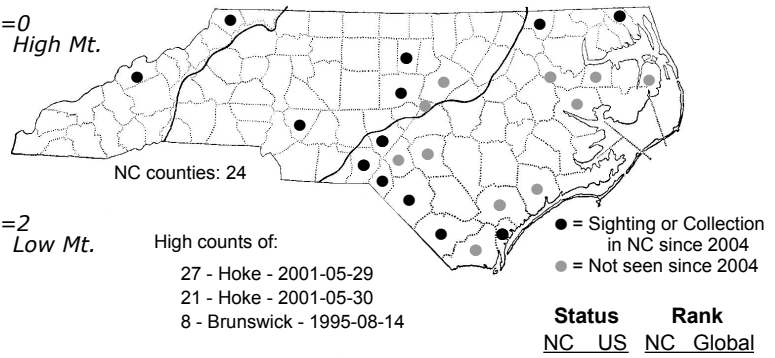 =0
High Mt.
NC counties: 24
=2
Low Mt.
High counts of:
27 - Hoke - 2001-05-29
21 - Hoke - 2001-05-30
8 - Brunswick - 1995-08-14
● = Sighting or Collection
in NC since 2004
● = Not seen since 2004
Status Rank
NC US NC Global